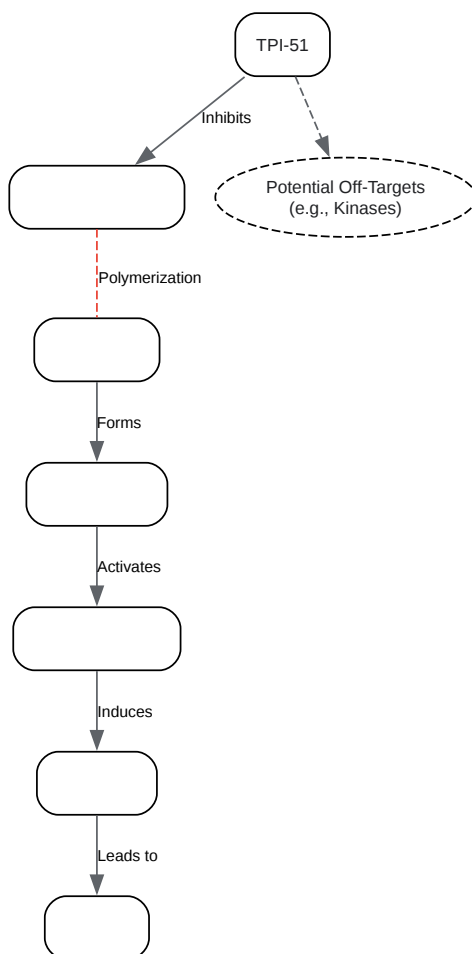 TPI-51
Inhibits
Potential Off-Targets
(e.g., Kinases)
Polymerization
Forms
Activates
Induces
Leads to